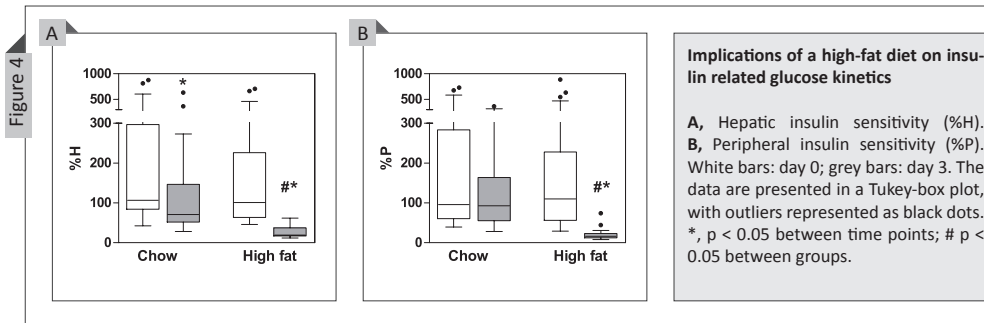 Figure 4
A
1000
500
300
200
100
0
%H
*
#*
Chow High fat
B
1000
500
300
200
100
0
%P
#*
Chow High fat
Implications of a high-fat diet on insu-
lin related glucose kinetics
A, Hepatic insulin sensitivity (%H).
B, Peripheral insulin sensitivity (%P).
White bars: day 0; grey bars: day 3. The
data are presented in a Tukey-box plot,
with outliers represented as black dots.
*, p < 0.05 between time points; # p <
0.05 between groups.